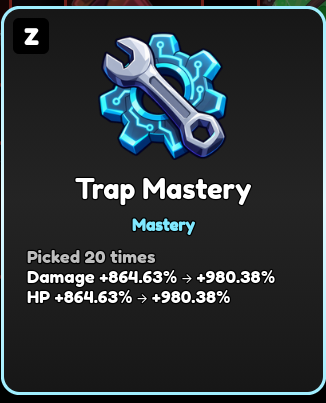 Z
Trap Mastery
Mastery
Picked 20 times
Damage +864.63% → +980.38%
HP +864.63% → +980.38%